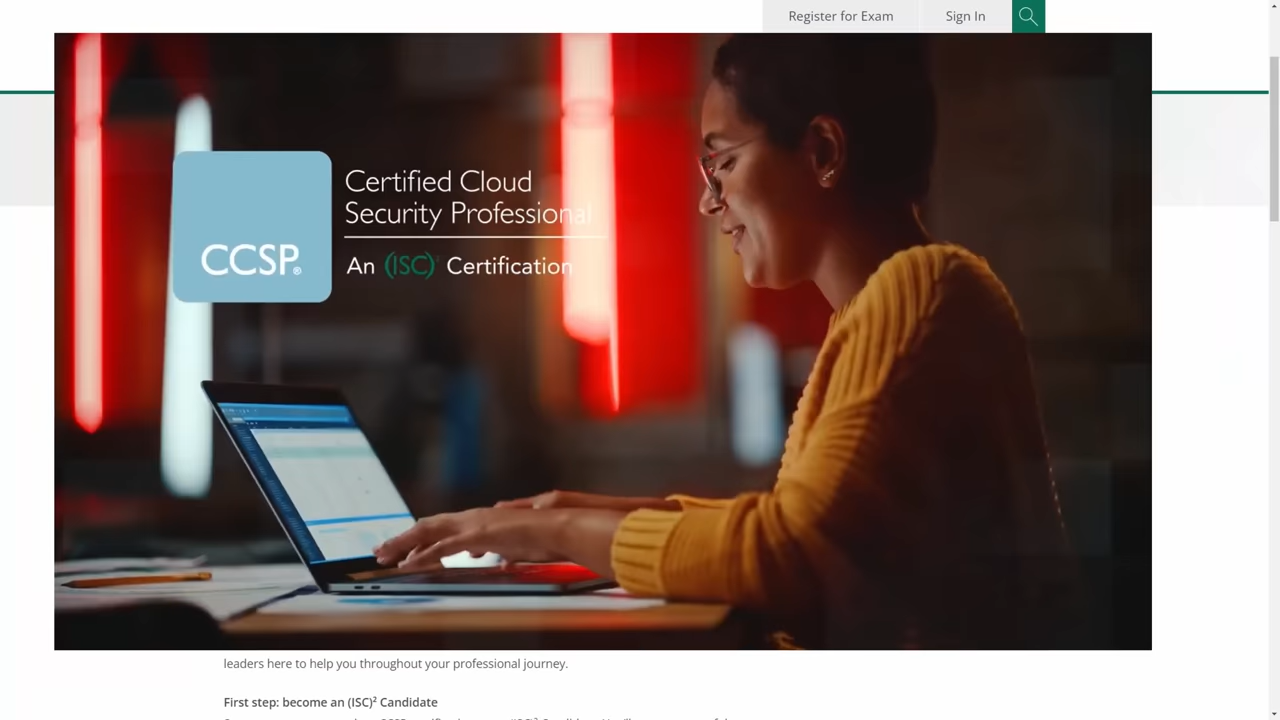 Register for Exam
Sign In
Certified Cloud
Security Professional
CCSP®
An (ISC)² Certification
leaders here to help you throughout your professional journey.
First step: become an (ISC)² Candidate